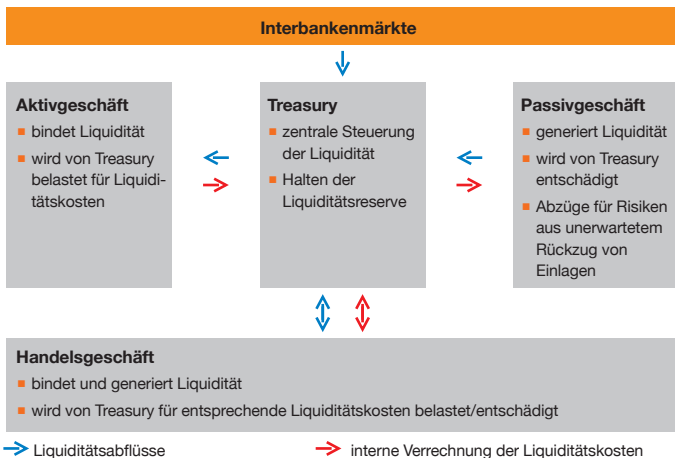 Interbankenmärkte
Aktivgeschäft
bindet Liquidität
wird von Treasury
belastet für Liquidi-
tätskosten
Treasury
zentrale Steuerung
der Liquidität
Halten der
Liquiditätsreserve
Passivgeschäft
generiert Liquidität
wird von Treasury
entschädigt
Abzüge für Risiken
aus unerwartetem
Rückzug von
Einlagen
Handelsgeschäft
bindet und generiert Liquidität
wird von Treasury für entsprechende Liquiditätskosten belastet/entschädigt
Liquiditätsabflüsse
interne Verrechnung der Liquiditätskosten